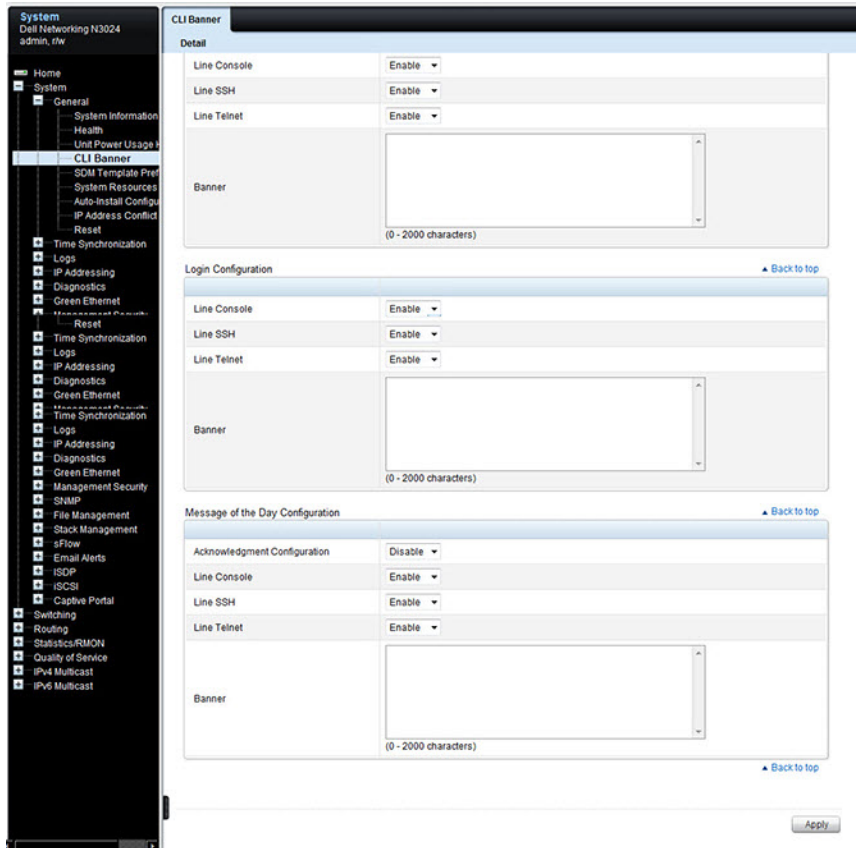 System
Dell Networking N3024
admin, r/w
Home
System
General
System Information
Health
Unit Power Usage
CLI Banner
SDM Template Pref
System Resources
Auto-Install Configu
IP Address Conflict
Reset
Time Synchronization
Logs
IP Addressing
Diagnostics
Green Ethernet
Management Security
Reset
Time Synchronization
Logs
IP Addressing
Diagnostics
Green Ethernet
Management Security
Time Synchronization
Logs
IP Addressing
Diagnostics
Green Ethernet
Management Security
SNMP
File Management
Stack Management
sFlow
Email Alerts
ISDP
iSCSI
Captive Portal
Switching
Routing
Statistics/RMON
Quality of Service
IPv4 Multicast
IPv6 Multicast
CLI Banner
Detail
Line Console Enable
Line SSH Enable
Line Telnet Enable
Banner
(0 - 2000 characters)
Login Configuration Back to top
Line Console Enable
Line SSH Enable
Line Telnet Enable
Banner
(0 - 2000 characters)
Message of the Day Configuration Back to top
Acknowledgment Configuration Disable
Line Console Enable
Line SSH Enable
Line Telnet Enable
Banner
(0 - 2000 characters)
Back to top
Apply